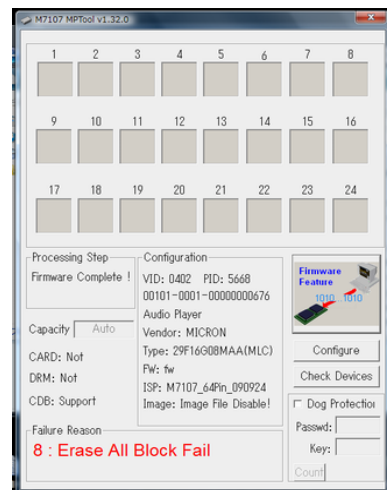 M7107 MPTool v1.32.0
1 2 3 4 5 6 7 8
9 10 11 12 13 14 15 16
17 18 19 20 21 22 23 24
Processing Step
Firmware Complete !
Capacity Auto
CARD: Not
DRM: Not
CDB: Support
Configuration
VID: 0402 PID: 5668
00101-0001-00000000676
Audio Player
Vendor: MICRON
Type: 29F16G08MAA(MLC)
FW: fw
ISP: M7107_64Pin_090924
Image: Image File Disable!
Firmware
Feature
1010 1010
Configure
Check Devices
Dog Protection
Passwd:
Key:
Count
Failure Reason
8 : Erase All Block Fail